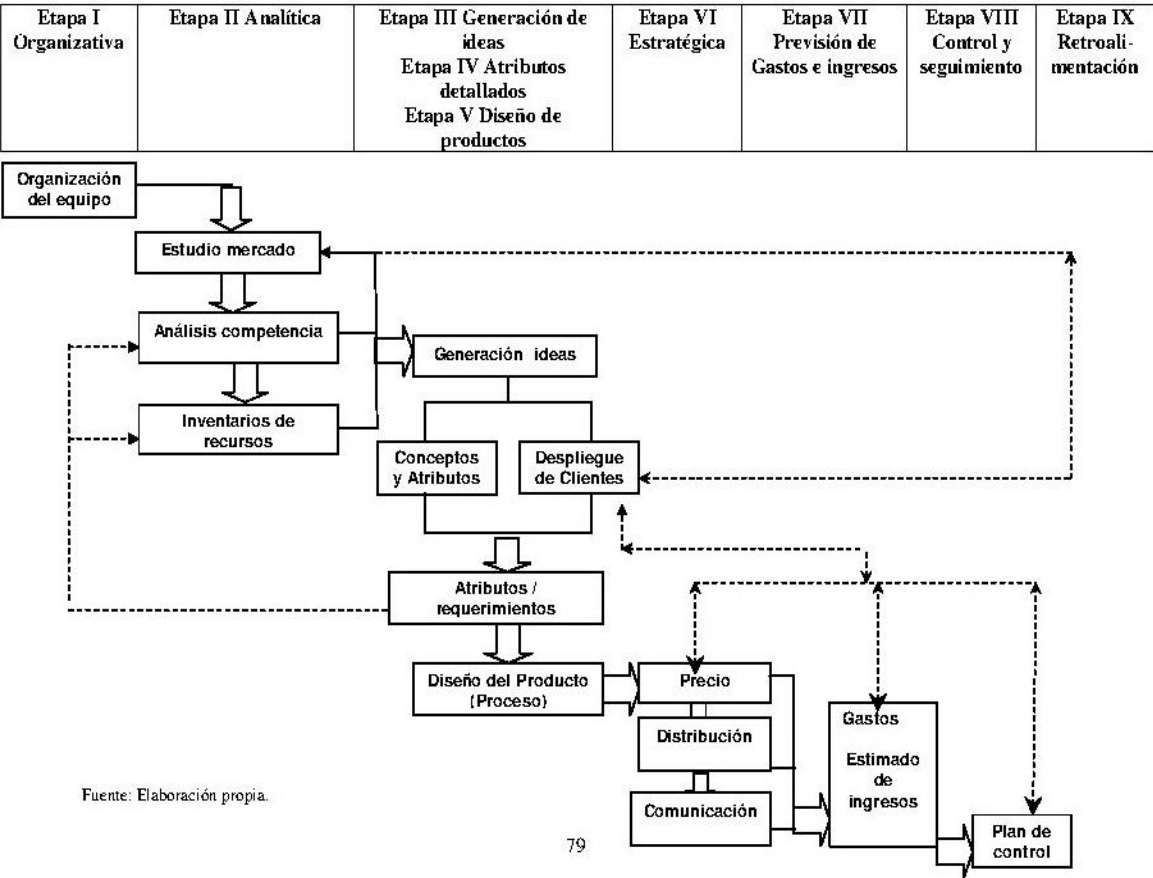 Etapa I
Organizativa
Etapa II Analítica
Etapa III Generación de
ideas
Etapa IV Atributos
detallados
Etapa V Diseño de
productos
Etapa VI
Estratégica
Etapa VII
Previsión de
Gastos e ingresos
Etapa VIII
Control y
seguimiento
Etapa IX
Retroali-
mentación
Organización
del equipo
Estudio mercado
Análisis competencia
Generación ideas
Inventarios de
recursos
Conceptos
y Atributos
Despliegue
de Clientes
Atributos /
requerimientos
Diseño del Producto
(Proceso)
Precio
Distribución
Comunicación
Gastos
Estimado
de
ingresos
Plan de
control
Fuente: Elaboración propia.
79